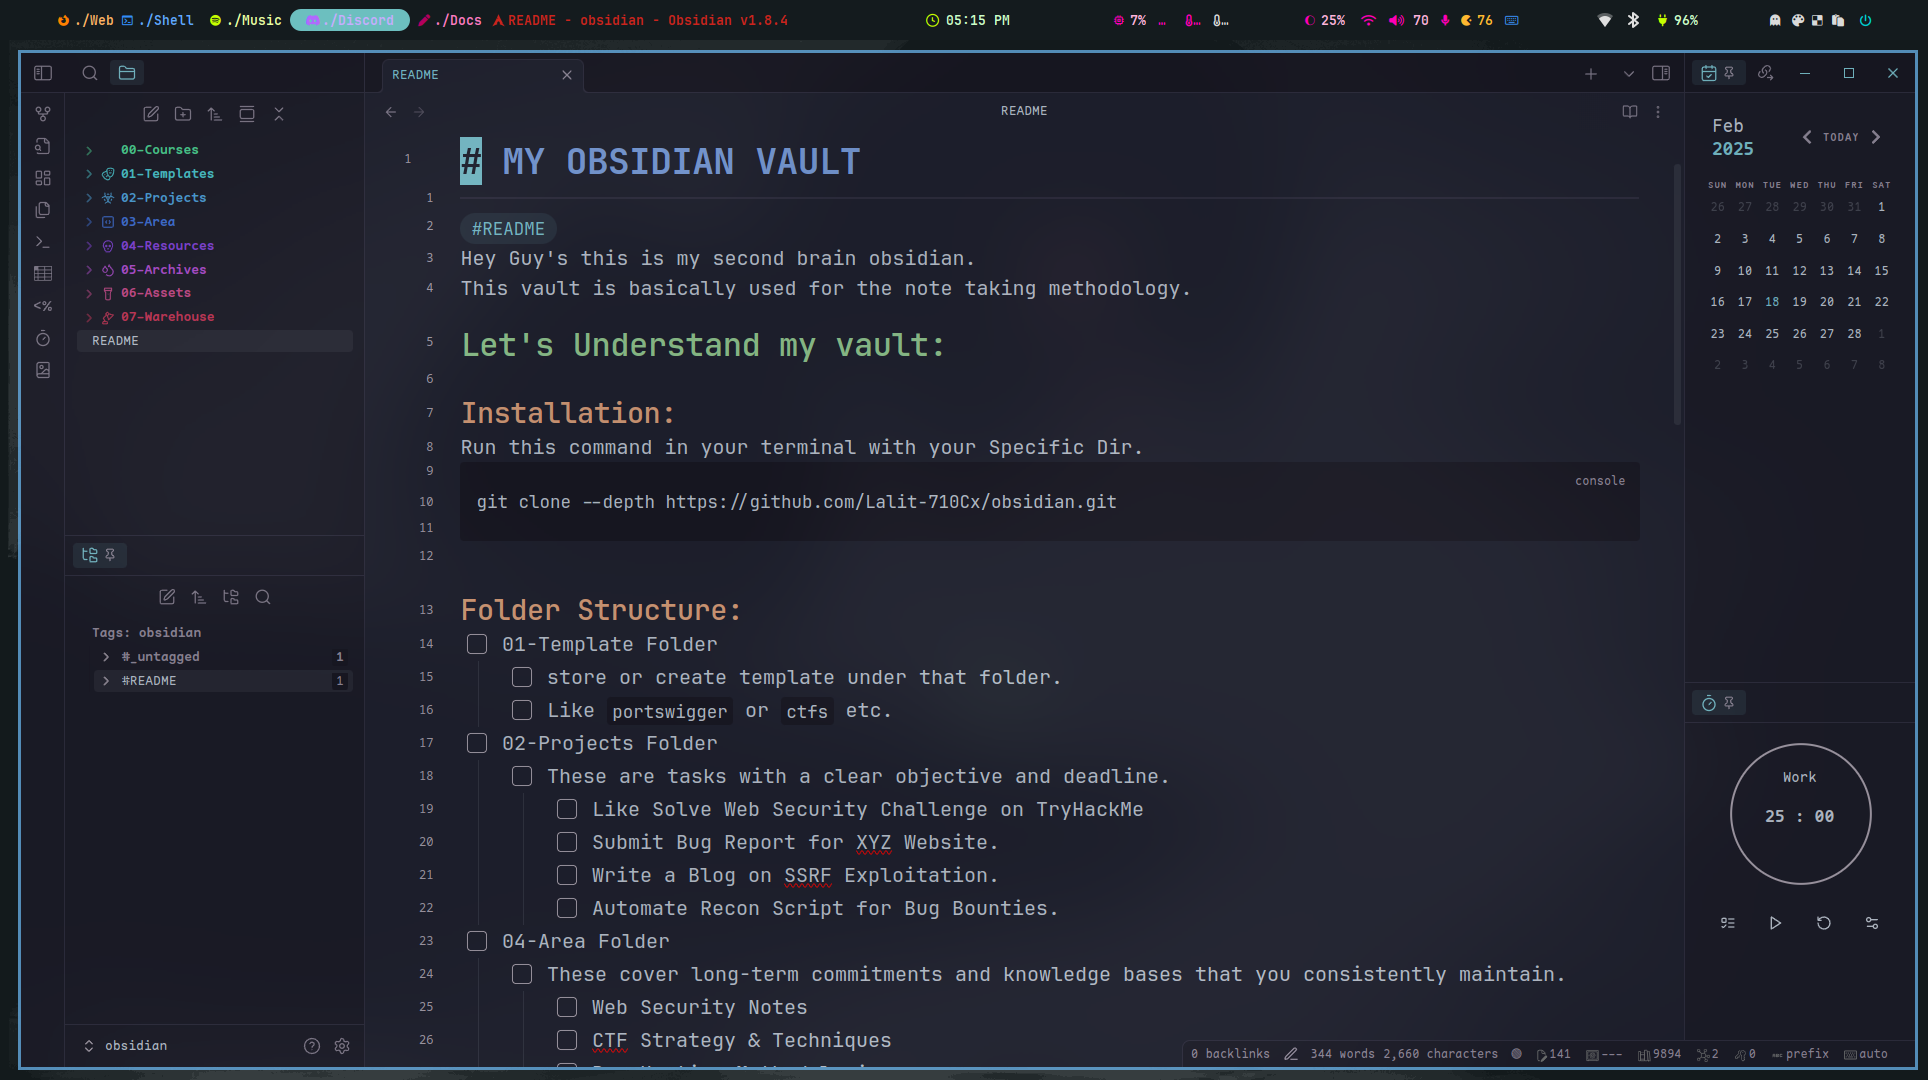 ./Web ./Shell ./Music ./Discord ./Docs README - obsidian - Obsidian v1.8.4 05:15 PM 7% … … … 25% 70 76 96%
README
README
00-Courses
01-Templates
02-Projects
03-Area
04-Resources
05-Archives
06-Assets
07-Warehouse
README
Tags: obsidian
#_untagged 1
#README 1
obsidian
1 # MY OBSIDIAN VAULT
1
2 #README
3 Hey Guy's this is my second brain obsidian.
4 This vault is basically used for the note taking methodology.
5 Let's Understand my vault:
6
7 Installation:
8 Run this command in your terminal with your Specific Dir.
9 console
10 git clone --depth https://github.com/Lalit-710Cx/obsidian.git
11
12
13 Folder Structure:
14 01-Template Folder
15 store or create template under that folder.
16 Like portswigger or ctfs etc.
17 02-Projects Folder
18 These are tasks with a clear objective and deadline.
19 Like Solve Web Security Challenge on TryHackMe
20 Submit Bug Report for XYZ Website.
21 Write a Blog on SSRF Exploitation.
22 Automate Recon Script for Bug Bounties.
23 04-Area Folder
24 These cover long-term commitments and knowledge bases that you consistently maintain.
25 Web Security Notes
26 CTF Strategy & Techniques
0 backlinks 344 words 2,660 characters 141 --- 9894 2 0 prefix auto
Feb
2025
TODAY
SUN MON TUE WED THU FRI SAT
26 27 28 29 30 31 1
2 3 4 5 6 7 8
9 10 11 12 13 14 15
16 17 18 19 20 21 22
23 24 25 26 27 28 1
2 3 4 5 6 7 8
Work
25 : 00